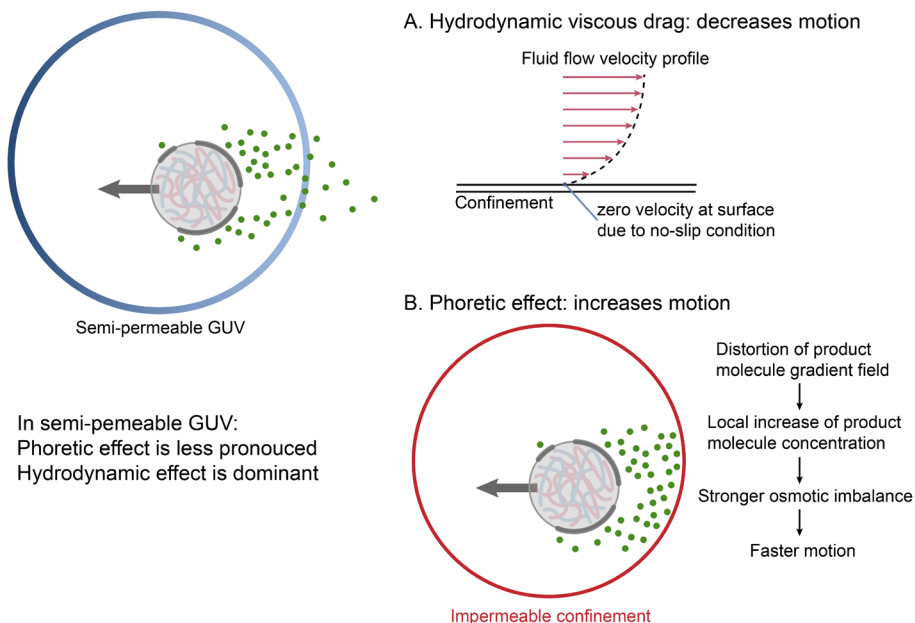 A. Hydrodynamic viscous drag: decreases motion
Fluid flow velocity profile
Confinement
zero velocity at surface
due to no-slip condition
Semi-permeable GUV
In semi-pemeable GUV:
Phoretic effect is less pronouced
Hydrodynamic effect is dominant
B. Phoretic effect: increases motion
Distortion of product
molecule gradient field
Local increase of product
molecule concentration
Stronger osmotic imbalance
Faster motion
Impermeable confinement